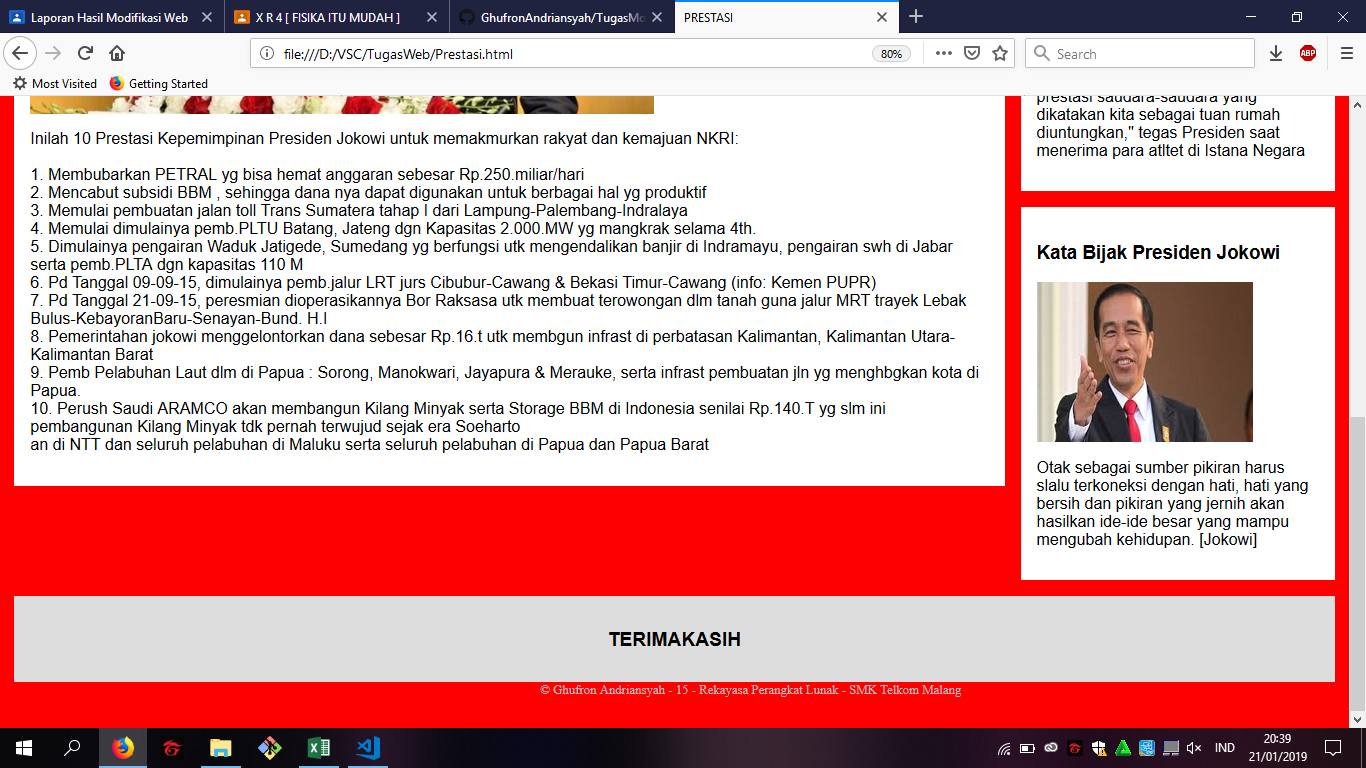 Laporan Hasil Modifikasi Web
X R 4 [ FISIKA ITU MUDAH ]
GhufronAndriansyah/TugasMo
PRESTASI
file:///D:/VSC/TugasWeb/Prestasi.html
80%
Search
ABP
Most Visited
Getting Started
Inilah 10 Prestasi Kepemimpinan Presiden Jokowi untuk memakmurkan rakyat dan kemajuan NKRI:
1. Membubarkan PETRAL yg bisa hemat anggaran sebesar Rp.250.miliar/hari
2. Mencabut subsidi BBM , sehingga dana nya dapat digunakan untuk berbagai hal yg produktif
3. Memulai pembuatan jalan toll Trans Sumatera tahap I dari Lampung-Palembang-Indralaya
4. Memulai dimulainya pemb.PLTU Batang, Jateng dgn Kapasitas 2.000.MW yg mangkrak selama 4th.
5. Dimulainya pengairan Waduk Jatigede, Sumedang yg berfungsi utk mengendalikan banjir di Indramayu, pengairan swh di Jabar
serta pemb.PLTA dgn kapasitas 110 M
6. Pd Tanggal 09-09-15, dimulainya pemb.jalur LRT jurs Cibubur-Cawang & Bekasi Timur-Cawang (info: Kemen PUPR)
7. Pd Tanggal 21-09-15, peresmian dioperasikannya Bor Raksasa utk membuat terowongan dlm tanah guna jalur MRT trayek Lebak
Bulus-KebayoranBaru-Senayan-Bund. H.I
8. Pemerintahan jokowi menggelontorkan dana sebesar Rp.16.t utk membgun infrast di perbatasan Kalimantan, Kalimantan Utara-
Kalimantan Barat
9. Pemb Pelabuhan Laut dlm di Papua : Sorong, Manokwari, Jayapura & Merauke, serta infrast pembuatan jln yg menghbgkan kota di
Papua.
10. Perush Saudi ARAMCO akan membangun Kilang Minyak serta Storage BBM di Indonesia senilai Rp.140.T yg slm ini
pembangunan Kilang Minyak tdk pernah terwujud sejak era Soeharto
an di NTT dan seluruh pelabuhan di Maluku serta seluruh pelabuhan di Papua dan Papua Barat
prestasi saudara-saudara yang
dikatakan kita sebagai tuan rumah
diuntungkan," tegas Presiden saat
menerima para atltet di Istana Negara
Kata Bijak Presiden Jokowi
Otak sebagai sumber pikiran harus
slalu terkoneksi dengan hati, hati yang
bersih dan pikiran yang jernih akan
hasilkan ide-ide besar yang mampu
mengubah kehidupan. [Jokowi]
TERIMAKASIH
© Ghufron Andriansyah - 15 - Rekayasa Perangkat Lunak - SMK Telkom Malang
IND
20:39
21/01/2019